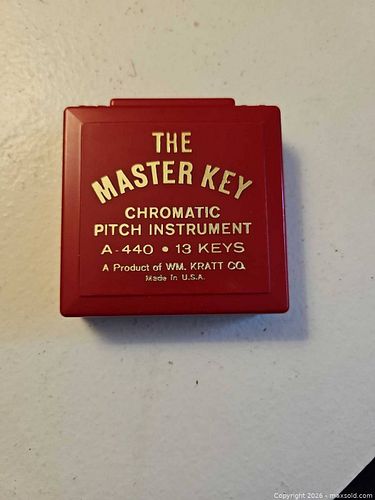 THE
MASTER KEY
CHROMATIC
PITCH INSTRUMENT
A-440 • 13 KEYS
A Product of WM. KRATT CO.
Made In U.S.A.
Copyright 2026 - maxsold.com